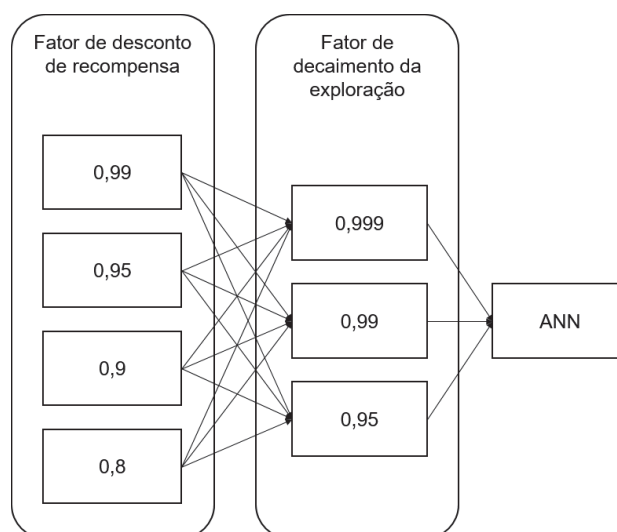 Fator de desconto
de recompensa
0,99
0,95
0,9
0,8
Fator de
decaimento da
exploração
0,999
0,99
0,95
ANN